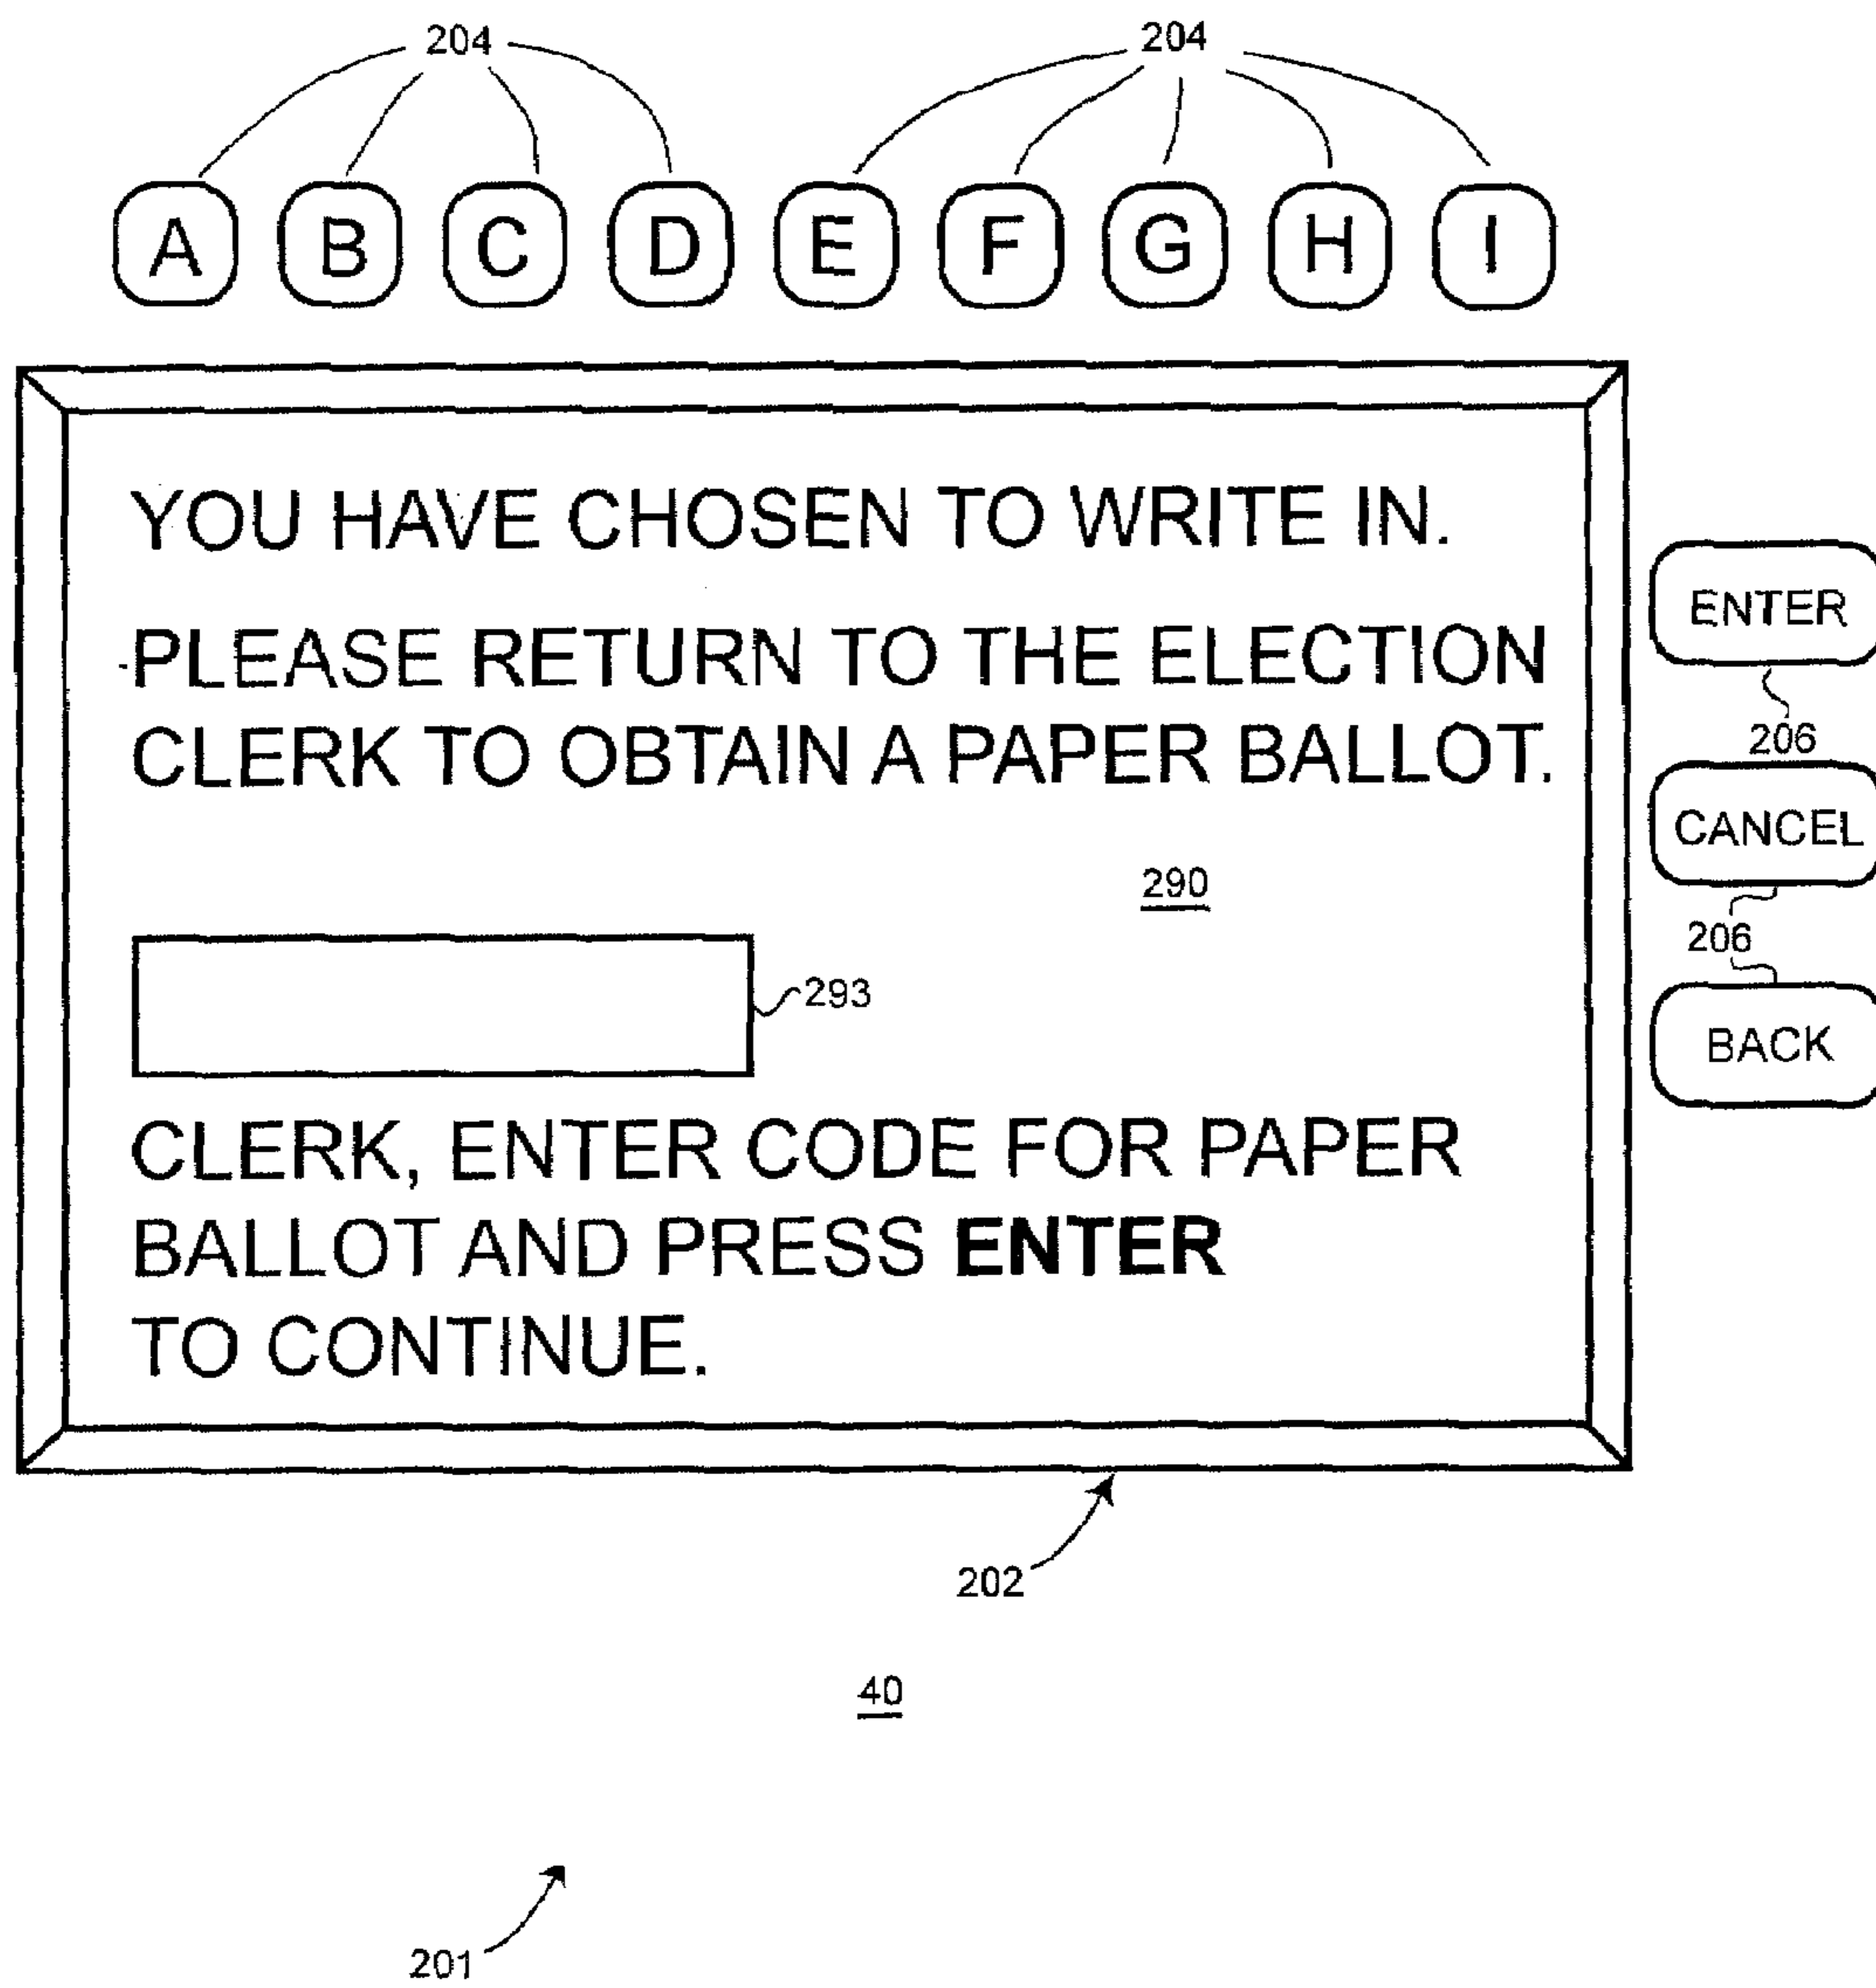 204 204
A B C D E F G H I
YOU HAVE CHOSEN TO WRITE IN.
PLEASE RETURN TO THE ELECTION
CLERK TO OBTAIN A PAPER BALLOT.
290
293
CLERK, ENTER CODE FOR PAPER
BALLOT AND PRESS ENTER
TO CONTINUE.
ENTER
206
CANCEL
206
BACK
202
40
201